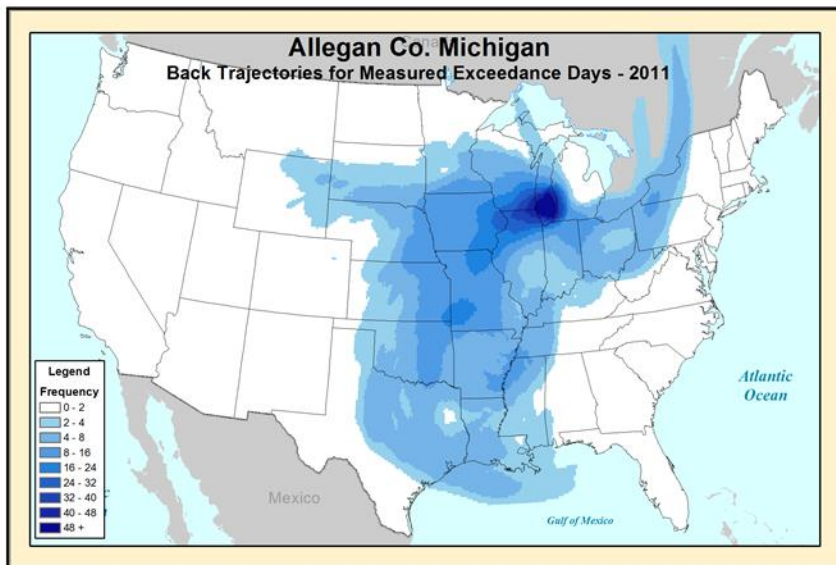 Canada
Allegan Co. Michigan
Back Trajectories for Measured Exceedance Days - 2011
Atlantic
Ocean
Legend
Frequency
0 - 2
2 - 4
4 - 8
8 - 16
16 - 24
24 - 32
32 - 40
40 - 48
48 +
Mexico
Gulf of Mexico